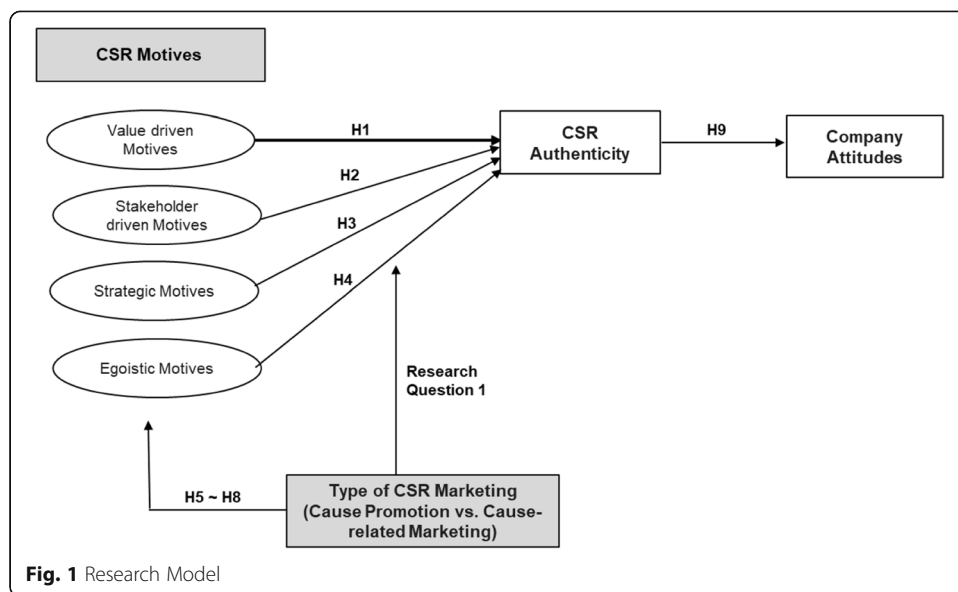 CSR Motives
Value driven
Motives
H1
CSR
Authenticity
H9
Company
Attitudes
H2
Stakeholder
driven Motives
H3
H4
Strategic Motives
Egoistic Motives
Research
Question 1
H5 ~ H8
Type of CSR Marketing
(Cause Promotion vs. Cause-
related Marketing)
Fig. 1 Research Model